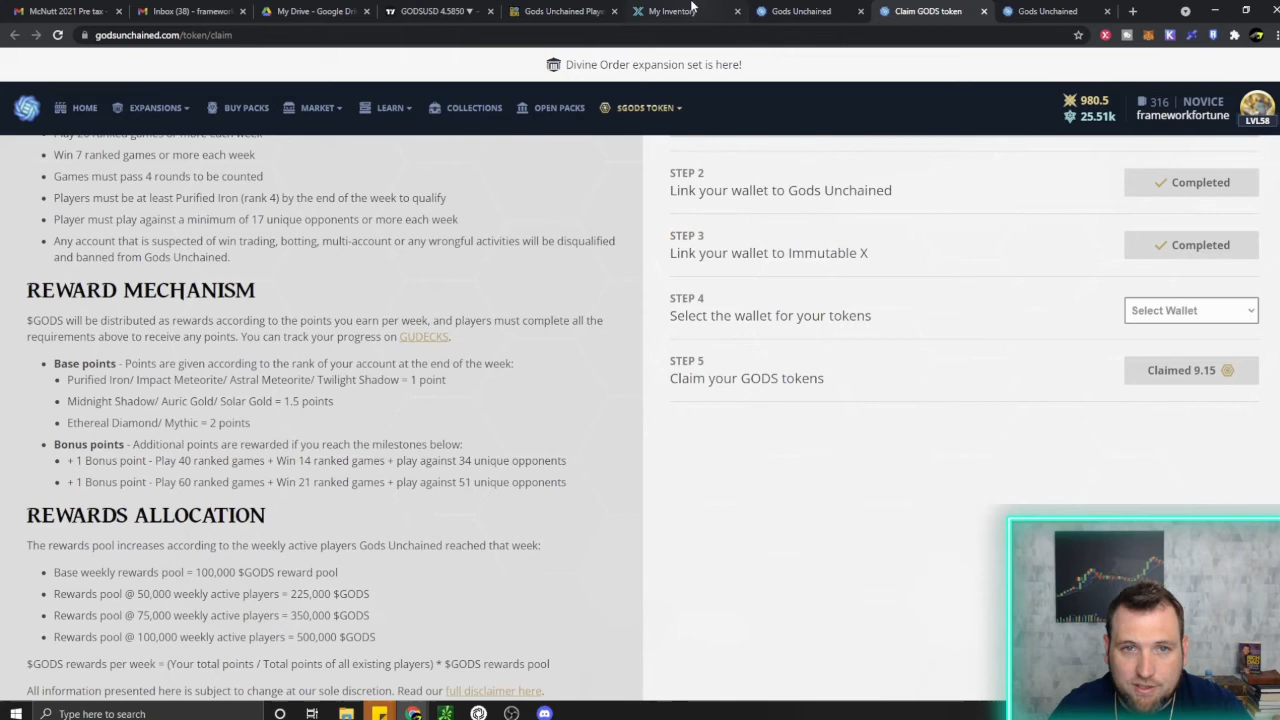 McNutt 2021 Pre tax -
Inbox (38) - framework
My Drive - Google Dri
GODSUSD 4.5850 ▼
Gods Unchained Playe
My Inventory
Gods Unchained
Claim GODS token
Gods Unchained
godsunchained.com/token/claim
Divine Order expansion set is here!
HOME
EXPANSIONS
BUY PACKS
MARKET
LEARN
COLLECTIONS
OPEN PACKS
$GODS TOKEN
980.5
25.51k
316 | NOVICE
frameworkfortune
LVL58
Play 20 ranked games or more each week
Win 7 ranked games or more each week
Games must pass 4 rounds to be counted
Players must be at least Purified Iron (rank 4) by the end of the week to qualify
Player must play against a minimum of 17 unique opponents or more each week
Any account that is suspected of win trading, botting, multi-account or any wrongful activities will be disqualified
and banned from Gods Unchained.
REWARD MECHANISM
$GODS will be distributed as rewards according to the points you earn per week, and players must complete all the
requirements above to receive any points. You can track your progress on GUDECKS.
Base points - Points are given according to the rank of your account at the end of the week:
Purified Iron/ Impact Meteorite/ Astral Meteorite/ Twilight Shadow = 1 point
Midnight Shadow/ Auric Gold/ Solar Gold = 1.5 points
Ethereal Diamond/ Mythic = 2 points
Bonus points - Additional points are rewarded if you reach the milestones below:
+ 1 Bonus point - Play 40 ranked games + Win 14 ranked games + play against 34 unique opponents
+ 1 Bonus point - Play 60 ranked games + Win 21 ranked games + play against 51 unique opponents
REWARDS ALLOCATION
The rewards pool increases according to the weekly active players Gods Unchained reached that week:
Base weekly rewards pool = 100,000 $GODS reward pool
Rewards pool @ 50,000 weekly active players = 225,000 $GODS
Rewards pool @ 75,000 weekly active players = 350,000 $GODS
Rewards pool @ 100,000 weekly active players = 500,000 $GODS
$GODS rewards per week = (Your total points / Total points of all existing players) * $GODS rewards pool
All information presented here is subject to change at our sole discretion. Read our full disclaimer here.
STEP 2
Link your wallet to Gods Unchained
Completed
STEP 3
Link your wallet to Immutable X
Completed
STEP 4
Select the wallet for your tokens
Select Wallet
STEP 5
Claim your GODS tokens
Claimed 9.15
RICH
DAD
Type here to search